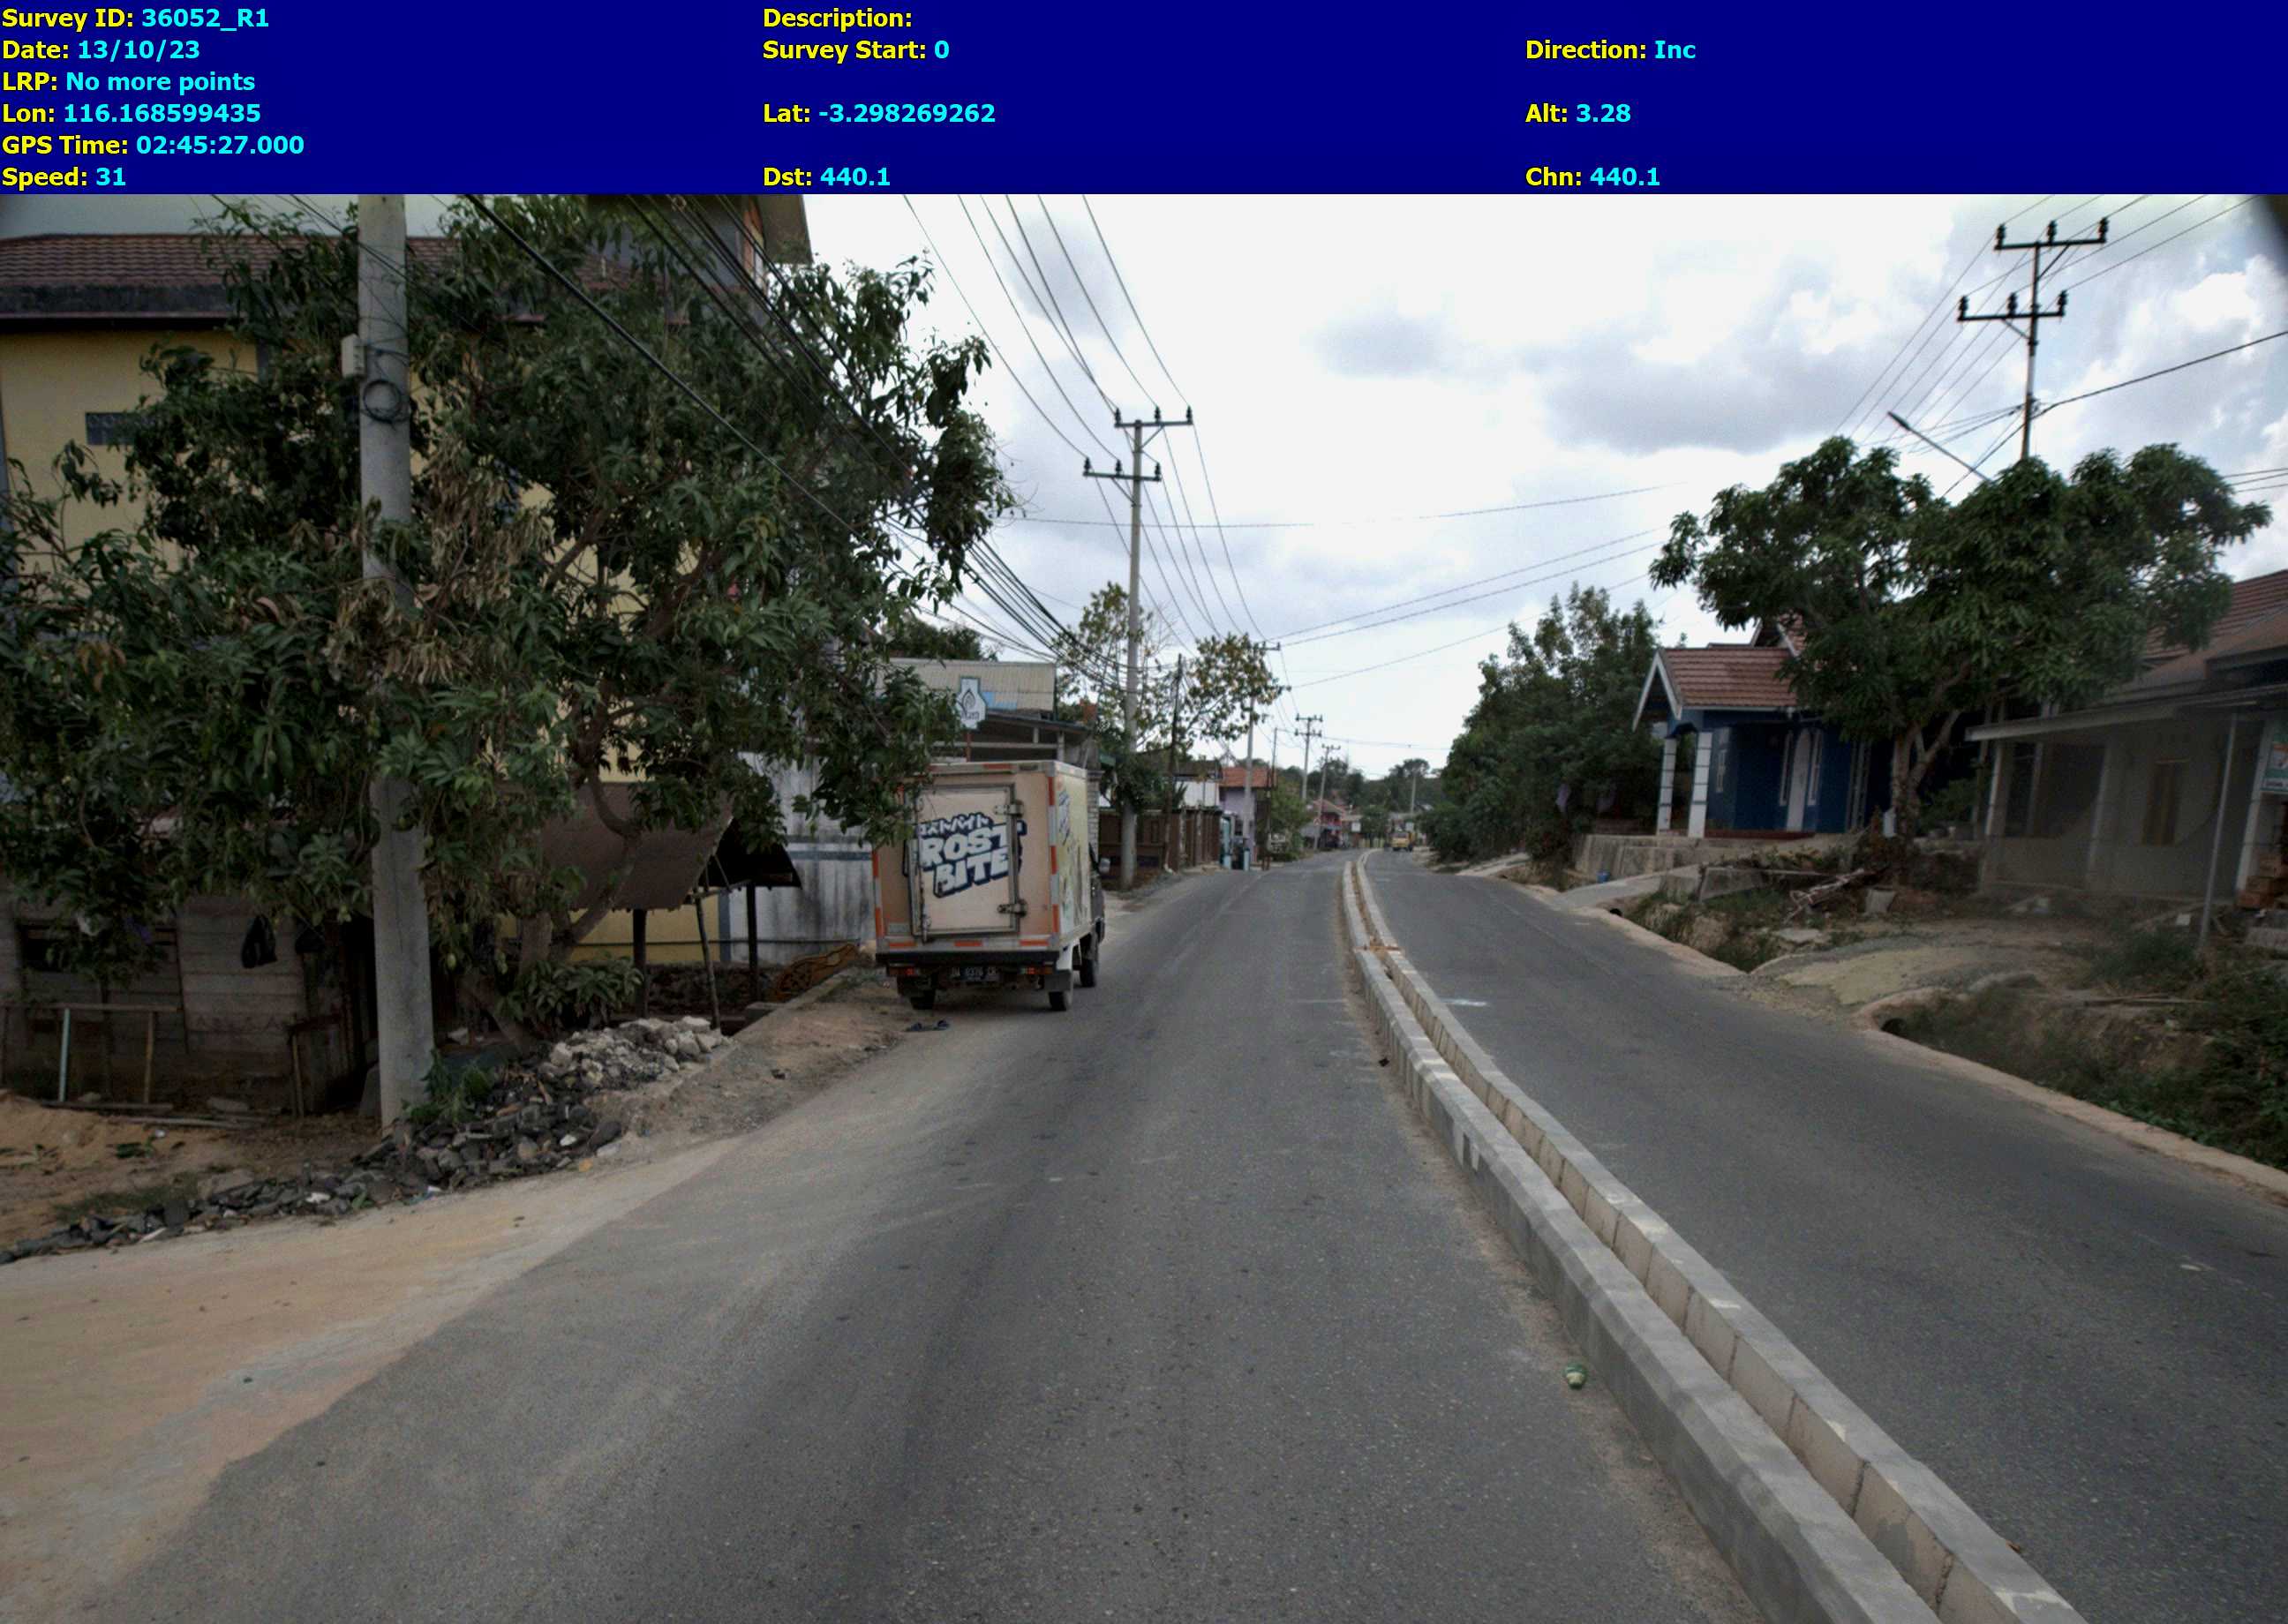 Survey ID: 36052_R1
Description:
Date: 13/10/23
Survey Start: 0
Direction: Inc
LRP: No more points
Lon: 116.168599435
Lat: -3.298269262
Alt: 3.28
GPS Time: 02:45:27.000
Speed: 31
Dst: 440.1
Chn: 440.1
ROST
BITE